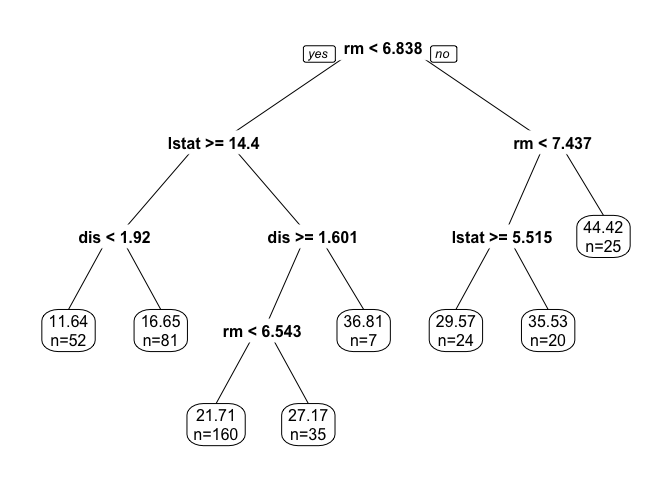 yes rm < 6.838 no
lstat >= 14.4
rm < 7.437
dis < 1.92
dis >= 1.601
lstat >= 5.515
44.42
n=25
11.64
n=52
16.65
n=81
rm < 6.543
36.81
n=7
29.57
n=24
35.53
n=20
21.71
n=160
27.17
n=35